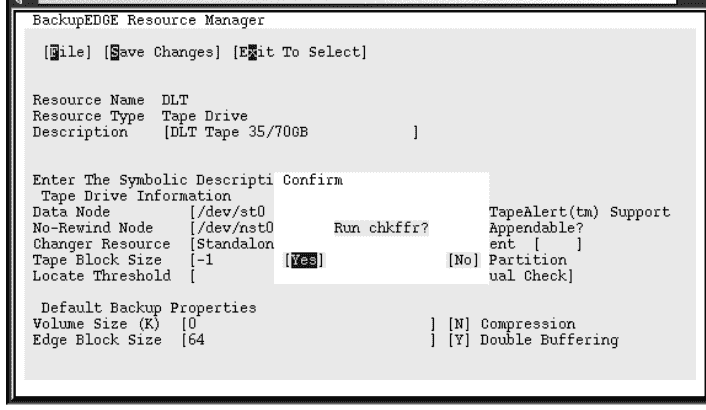 BackupEDGE Resource Manager
[File] [Save Changes] [Exit To Select]
Resource Name DLT
Resource Type Tape Drive
Description [DLT Tape 35/70GB ]
Enter The Symbolic Descripti Confirm
Tape Drive Information
Data Node [/dev/st0 TapeAlert(tm) Support
No-Rewind Node [/dev/nst0 Run chkffr? Appendable?
Changer Resource [Standalon ent [ ]
Tape Block Size [-1 [Yes] [No] Partition
Locate Threshold [ ual Check]
Default Backup Properties
Volume Size (K) [0 ] [N] Compression
Edge Block Size [64 ] [Y] Double Buffering